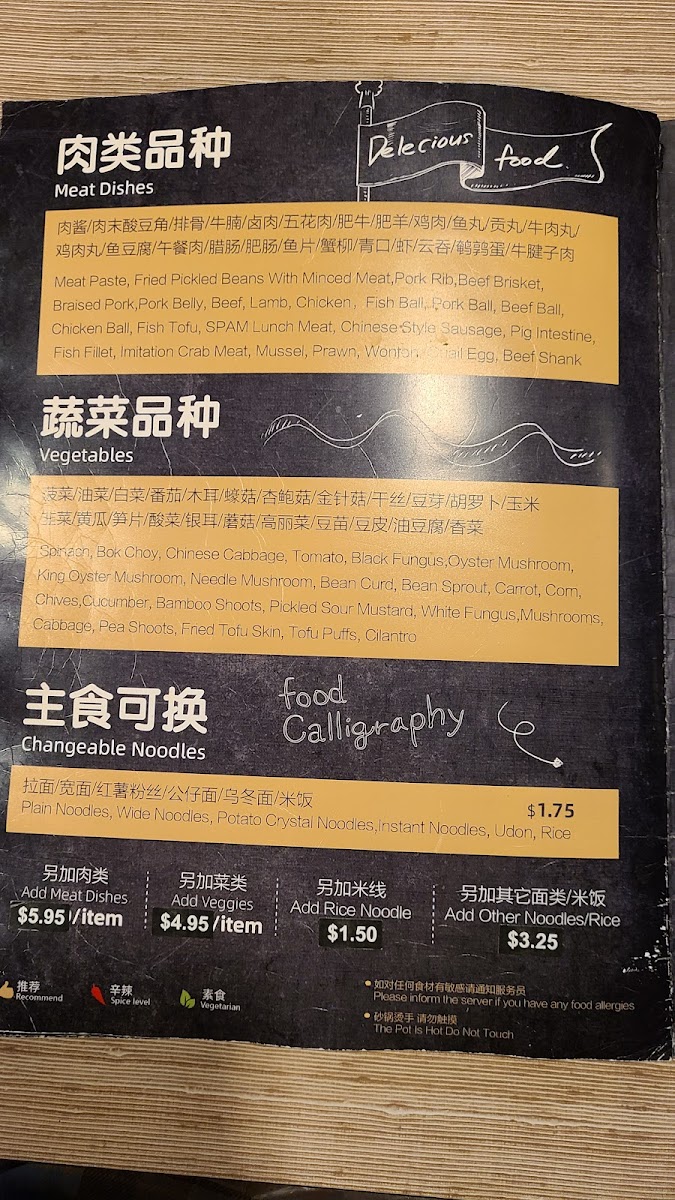 肉类品种
Meat Dishes
Delecious food.
肉酱/肉末酸豆角/排骨/牛腩/卤肉/五花肉/肥牛/肥羊/鸡肉/鱼丸/贡丸/牛肉丸/
鸡肉丸/鱼豆腐/午餐肉/腊肠/肥肠/鱼片/蟹柳/青口/虾/云吞/鹌鹑蛋/牛腱子肉
Meat Paste, Fried Pickled Beans With Minced Meat,Pork Rib,Beef Brisket,
Braised Pork,Pork Belly, Beef, Lamb, Chicken, Fish Ball, Pork Ball, Beef Ball,
Chicken Ball, Fish Tofu, SPAM Lunch Meat, Chinese Style Sausage, Pig Intestine,
Fish Fillet, Imitation Crab Meat, Mussel, Prawn, Wonton, Quail Egg, Beef Shank
蔬菜品种
Vegetables
菠菜/油菜/白菜/番茄/木耳/蠔菇/杏鲍菇/金针菇/干丝/豆芽/胡罗卜/玉米
韭菜/黄瓜/笋片/酸菜/银耳/蘑菇/高丽菜/豆苗/豆皮/油豆腐/香菜
Spinach, Bok Choy, Chinese Cabbage, Tomato, Black Fungus,Oyster Mushroom,
King Oyster Mushroom, Needle Mushroom, Bean Curd, Bean Sprout, Carrot, Corn,
Chives,Cucumber, Bamboo Shoots, Pickled Sour Mustard, White Fungus,Mushrooms,
Cabbage, Pea Shoots, Fried Tofu Skin, Tofu Puffs, Cilantro
主食可换
Changeable Noodles
food
Calligraphy
拉面/宽面/红薯粉丝/公仔面/乌冬面/米饭
$1.75
Plain Noodles, Wide Noodles, Potato Crystal Noodles,Instant Noodles, Udon, Rice
另加肉类
Add Meat Dishes
$5.95/item
另加菜类
Add Veggies
$4.95/item
另加米线
Add Rice Noodle
$1.50
另加其它面类/米饭
Add Other Noodles/Rice
$3.25
推荐
Recommend
辛辣
Spice level
素食
Vegetarian
如对任何食材有敏感请通知服务员
Please inform the server if you have any food allergies
砂锅烫手 请勿触摸
The Pot Is Hot Do Not Touch